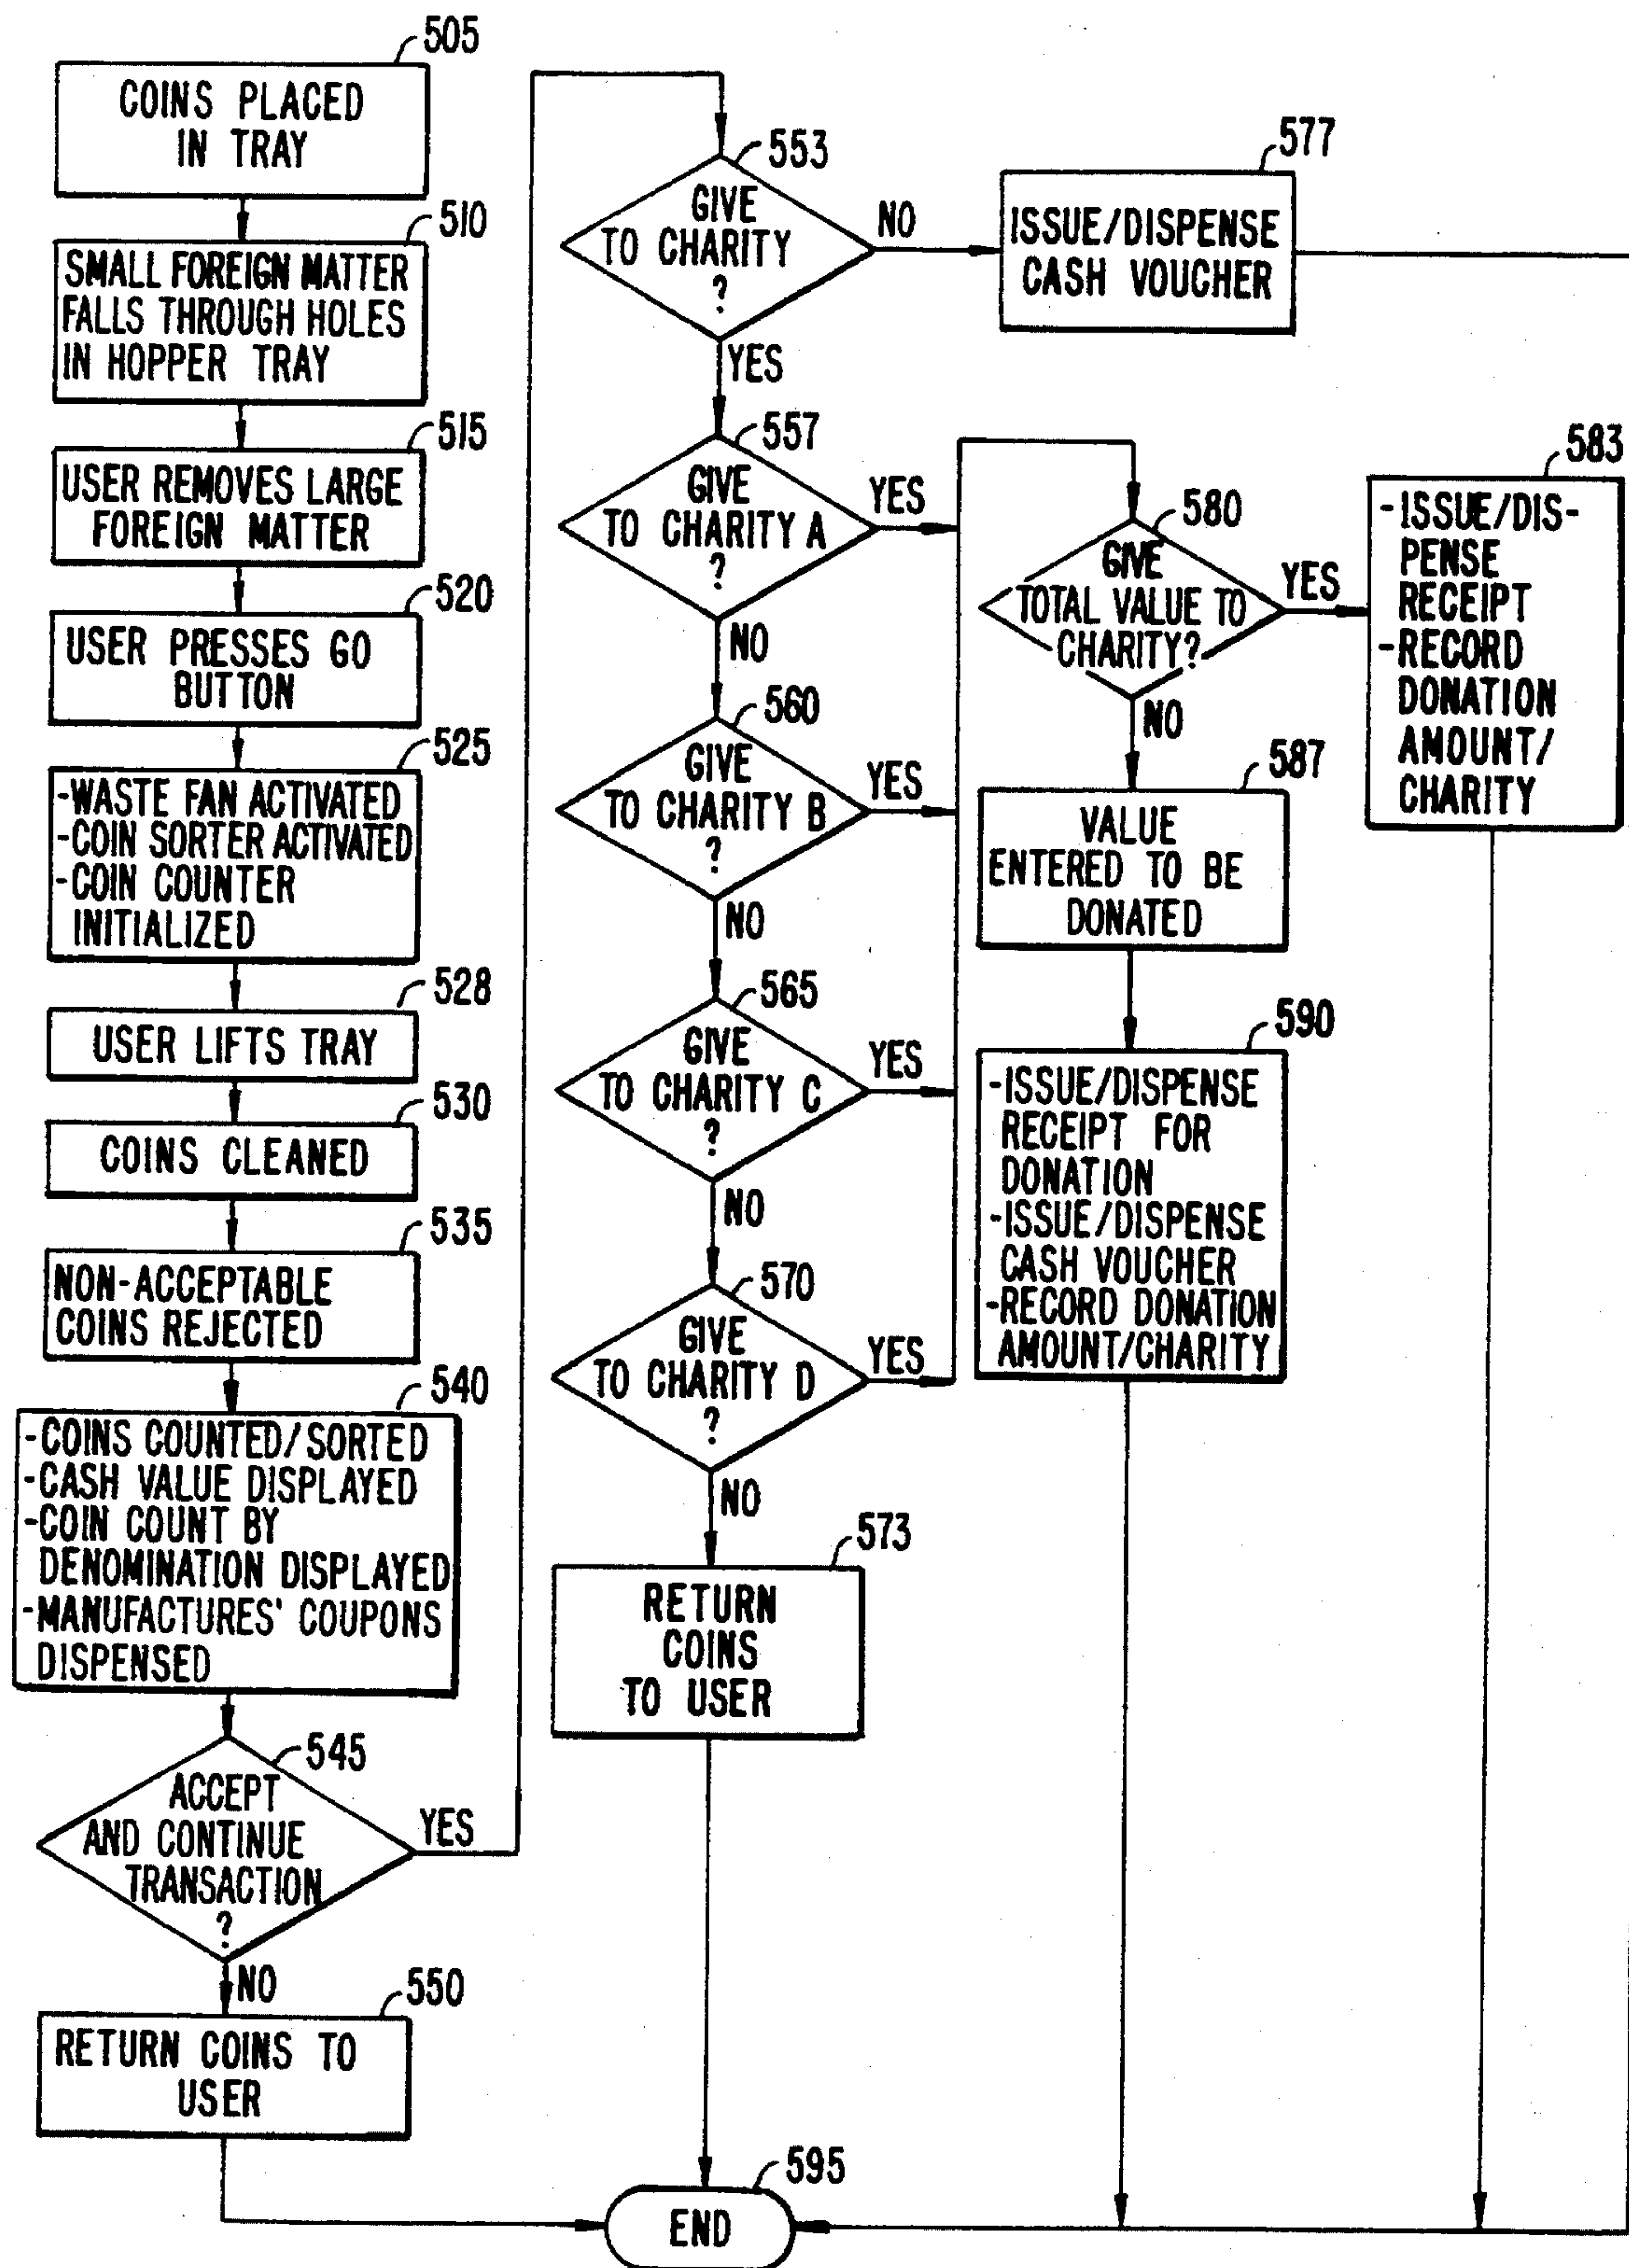 505
COINS PLACED
IN TRAY
510
SMALL FOREIGN MATTER
FALLS THROUGH HOLES
IN HOPPER TRAY
515
USER REMOVES LARGE
FOREIGN MATTER
520
USER PRESSES GO
BUTTON
525
-WASTE FAN ACTIVATED
-COIN SORTER ACTIVATED
-COIN COUNTER
INITIALIZED
528
USER LIFTS TRAY
530
COINS CLEANED
535
NON-ACCEPTABLE
COINS REJECTED
540
-COINS COUNTED/SORTED
-CASH VALUE DISPLAYED
-COIN COUNT BY
DENOMINATION DISPLAYED
-MANUFACTURES' COUPONS
DISPENSED
545
ACCEPT
AND CONTINUE
TRANSACTION
?
YES
NO
550
RETURN COINS TO
USER
553
GIVE
TO CHARITY
?
NO
YES
577
ISSUE/DISPENSE
CASH VOUCHER
557
GIVE
TO CHARITY A
?
YES
NO
560
GIVE
TO CHARITY B
?
YES
NO
565
GIVE
TO CHARITY C
?
YES
NO
570
GIVE
TO CHARITY D
?
YES
NO
573
RETURN
COINS
TO USER
580
GIVE
TOTAL VALUE TO
CHARITY?
YES
NO
583
-ISSUE/DIS-
PENSE
RECEIPT
-RECORD
DONATION
AMOUNT/
CHARITY
587
VALUE
ENTERED TO BE
DONATED
590
-ISSUE/DISPENSE
RECEIPT FOR
DONATION
-ISSUE/DISPENSE
CASH VOUCHER
-RECORD DONATION
AMOUNT/CHARITY
595
END